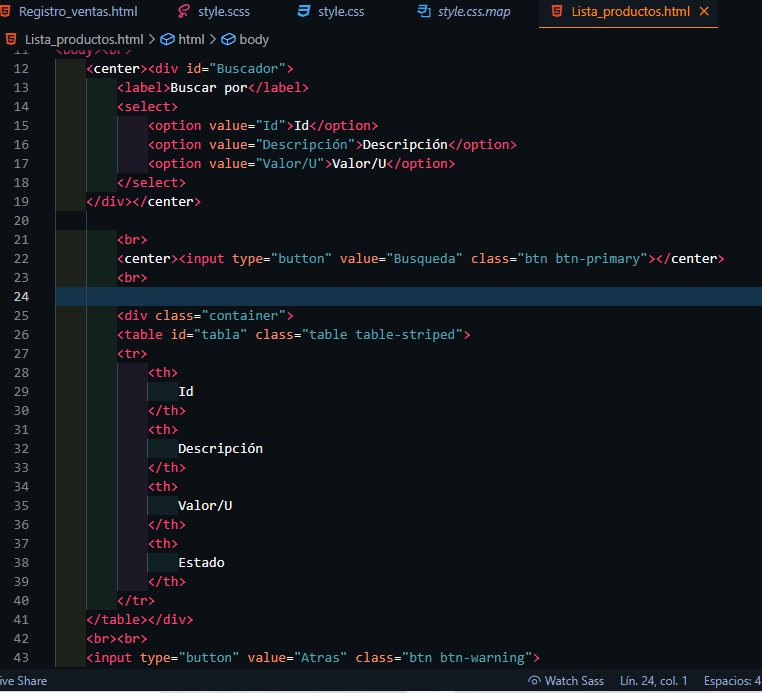 Registro_ventas.html style.scss style.css style.css.map Lista_productos.html ×
Lista_productos.html > html > body
11 <body><br>
12 <center><div id="Buscador">
13 <label>Buscar por</label>
14 <select>
15 <option value="Id">Id</option>
16 <option value="Descripción">Descripción</option>
17 <option value="Valor/U">Valor/U</option>
18 </select>
19 </div></center>
20
21 <br>
22 <center><input type="button" value="Busqueda" class="btn btn-primary"></center>
23 <br>
24
25 <div class="container">
26 <table id="tabla" class="table table-striped">
27 <tr>
28 <th>
29 Id
30 </th>
31 <th>
32 Descripción
33 </th>
34 <th>
35 Valor/U
36 </th>
37 <th>
38 Estado
39 </th>
40 </tr>
41 </table></div>
42 <br><br>
43 <input type="button" value="Atras" class="btn btn-warning">
ive Share Watch Sass Lín. 24, col. 1 Espacios: 4